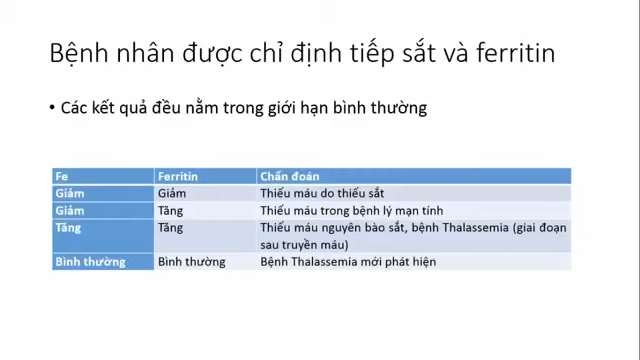 Bệnh nhân được chỉ định tiếp sắt và ferritin
• Các kết quả đều nằm trong giới hạn bình thường
Fe Ferritin Chẩn đoán
Giảm Giảm Thiếu máu do thiếu sắt
Giảm Tăng Thiếu máu trong bệnh lý mạn tính
Tăng Tăng Thiếu máu nguyên bào sắt, bệnh Thalassemia (giai đoạn
sau truyền máu)
Bình thường Bình thường Bệnh Thalassemia mới phát hiện